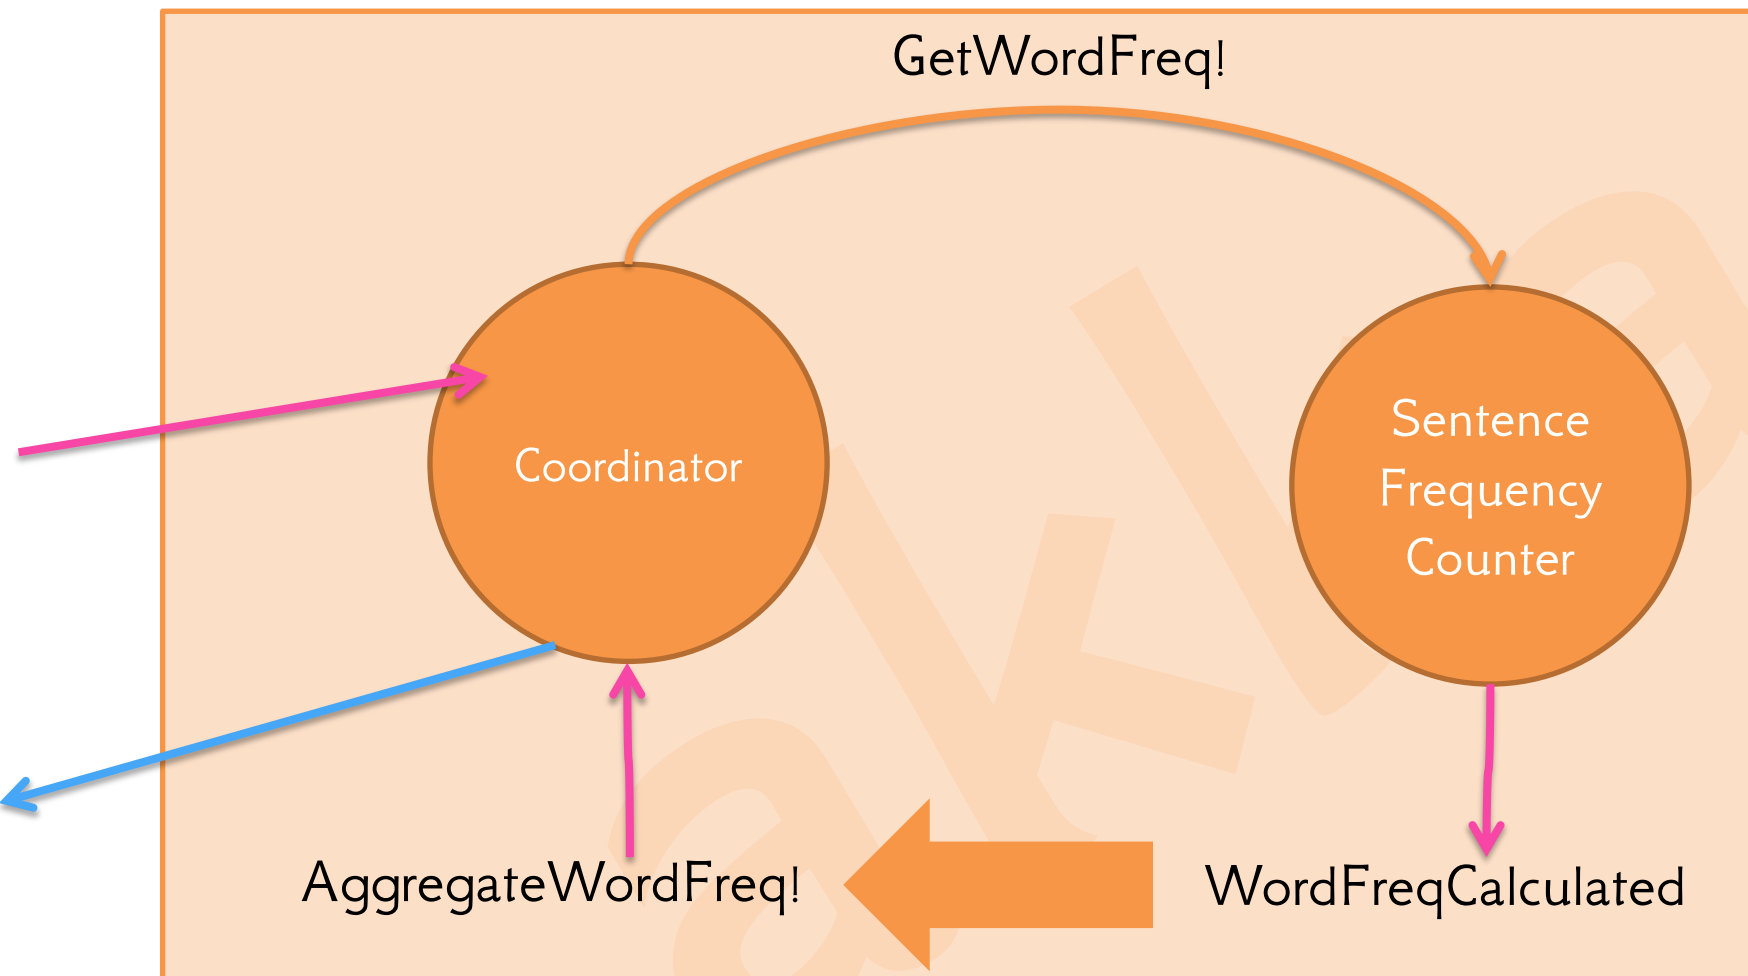 GetWordFreq!
Coordinator
Sentence
Frequency
Counter
AggregateWordFreq!
WordFreqCalculated